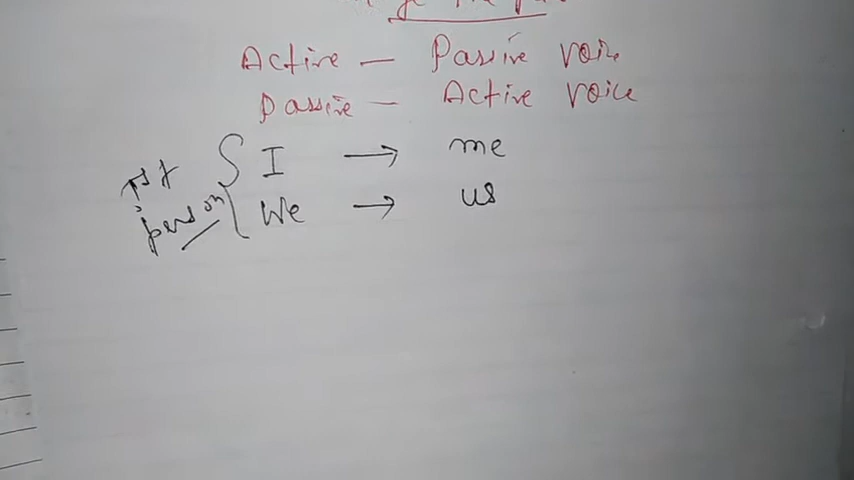 Active — Passive voice
Passive — Active voice
1st person { I → me
We → us